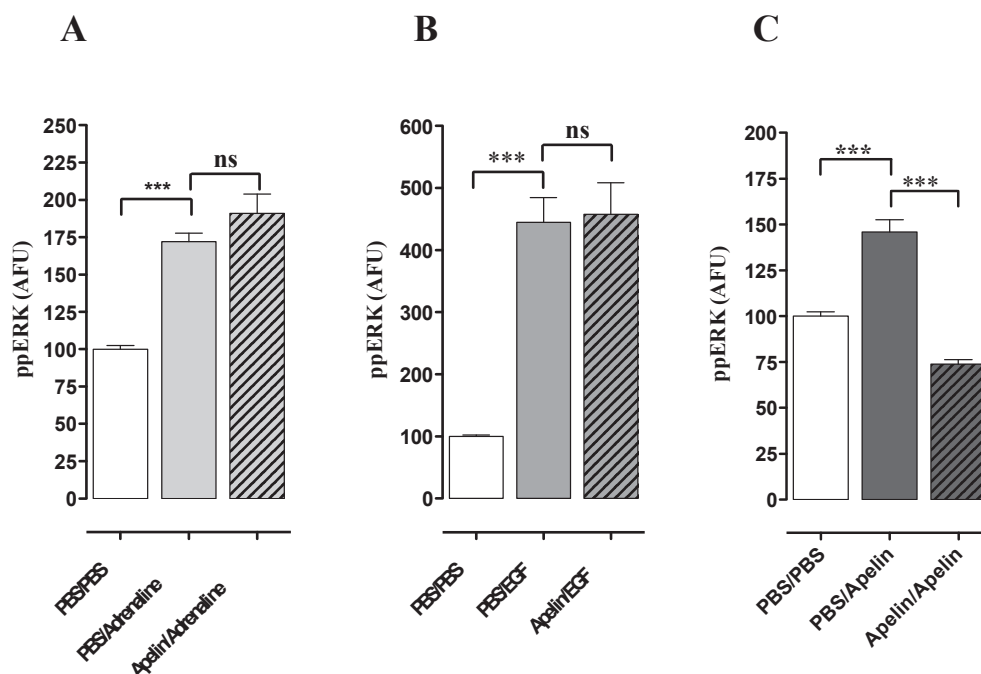 A
B
C
ppERK (AFU)
250
225
200
175
150
125
100
75
50
25
0
***
ns
PBS/PBS
PBS/Adrenaline
Apelin/Adrenaline
ppERK (AFU)
600
500
400
300
200
100
0
***
ns
PBS/PBS
PBS/EGF
Apelin/EGF
ppERK (AFU)
200
175
150
125
100
75
50
25
0
***
***
PBS/PBS
PBS/Apelin
Apelin/Apelin